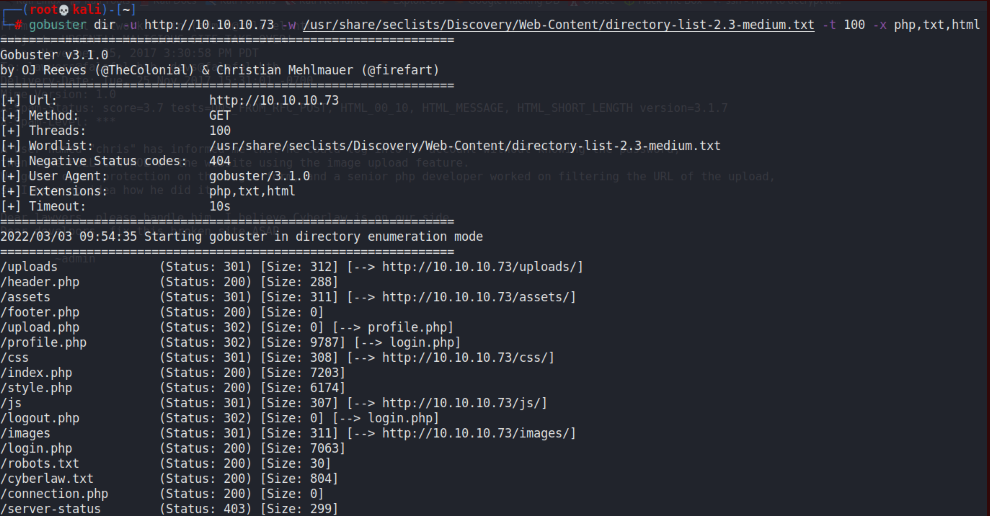 ┌──(root💀kali)-[~]
└─# gobuster dir -u http://10.10.10.73 -w /usr/share/seclists/Discovery/Web-Content/directory-list-2.3-medium.txt -t 100 -x php,txt,html
===============================================================
Gobuster v3.1.0
by OJ Reeves (@TheColonial) & Christian Mehlmauer (@firefart)
===============================================================
[+] Url: http://10.10.10.73
[+] Method: GET
[+] Threads: 100
[+] Wordlist: /usr/share/seclists/Discovery/Web-Content/directory-list-2.3-medium.txt
[+] Negative Status codes: 404
[+] User Agent: gobuster/3.1.0
[+] Extensions: php,txt,html
[+] Timeout: 10s
===============================================================
2022/03/03 09:54:35 Starting gobuster in directory enumeration mode
===============================================================
/uploads (Status: 301) [Size: 312] [--> http://10.10.10.73/uploads/]
/header.php (Status: 200) [Size: 288]
/assets (Status: 301) [Size: 311] [--> http://10.10.10.73/assets/]
/footer.php (Status: 200) [Size: 0]
/upload.php (Status: 302) [Size: 0] [--> profile.php]
/profile.php (Status: 302) [Size: 9787] [--> login.php]
/css (Status: 301) [Size: 308] [--> http://10.10.10.73/css/]
/index.php (Status: 200) [Size: 7203]
/style.php (Status: 200) [Size: 6174]
/js (Status: 301) [Size: 307] [--> http://10.10.10.73/js/]
/logout.php (Status: 302) [Size: 0] [--> login.php]
/images (Status: 301) [Size: 311] [--> http://10.10.10.73/images/]
/login.php (Status: 200) [Size: 7063]
/robots.txt (Status: 200) [Size: 30]
/cyberlaw.txt (Status: 200) [Size: 804]
/connection.php (Status: 200) [Size: 0]
/server-status (Status: 403) [Size: 299]